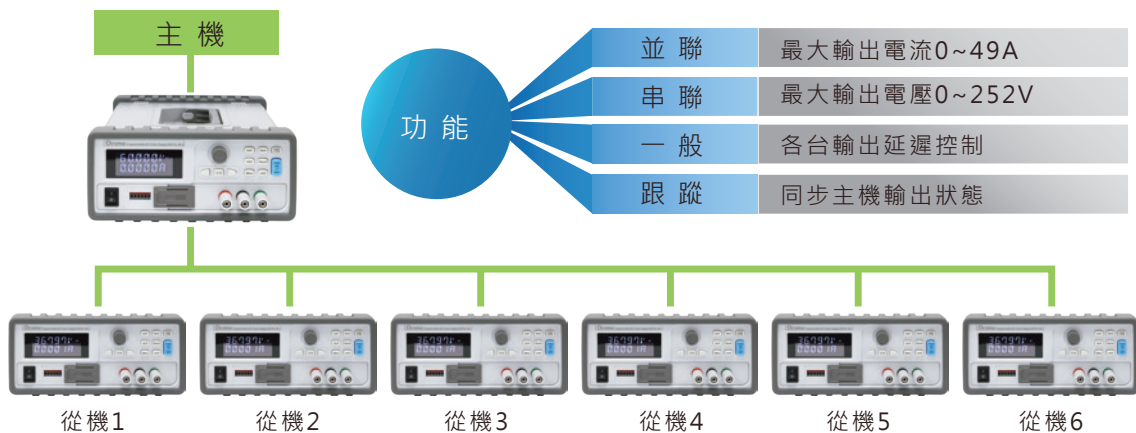 主機
功能
並聯 最大輸出電流0~49A
串聯 最大輸出電壓0~252V
一般 各台輸出延遲控制
跟蹤 同步主機輸出狀態
從機1 從機2 從機3 從機4 從機5 從機6